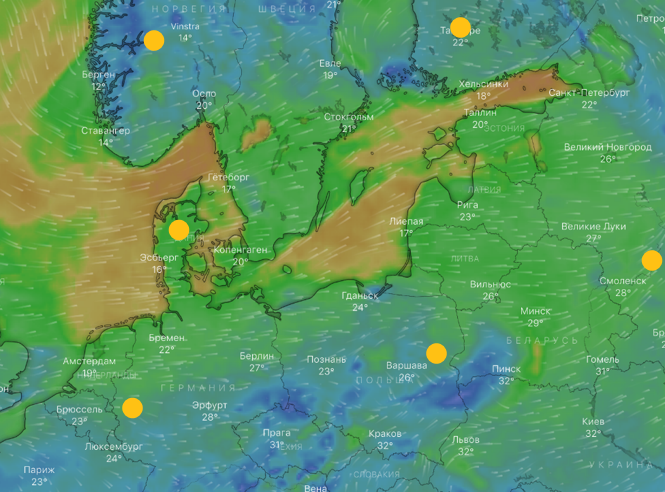 НОРВЕГИЯ
ШВЕЦИЯ
21°
Vinstra
14°
22°
Петро
Евле
19°
Берген
12°
Осло
20°
Хельсинки
18°
Санкт-Петербург
22°
Стокгольм
21°
Таллин
20°
ЭСТОНИЯ
Ставангер
14°
Великий Новгород
26°
Гетеборг
17°
ЛАТВИЯ
Рига
23°
Лиепая
17°
Великие Луки
27°
Копенгаген
20°
Эсбьерг
16°
ЛИТВА
Вильнюс
26°
Смоленск
28°
Гданьск
24°
Минск
29°
Бремен
22°
БЕЛАРУСЬ
Берлин
27°
Познань
23°
Варшава
26°
Амстердам
19°
НИДЕРЛАНДЫ
Пинск
32°
Гомель
31°
ГЕРМАНИЯ
Брюссель
23°
Эрфурт
28°
Киев
32°
Прага
31°
Краков
32°
Львов
32°
Люксембург
24°
Париж
23°
СЛОВАКИЯ
УКРАИНА
Вена